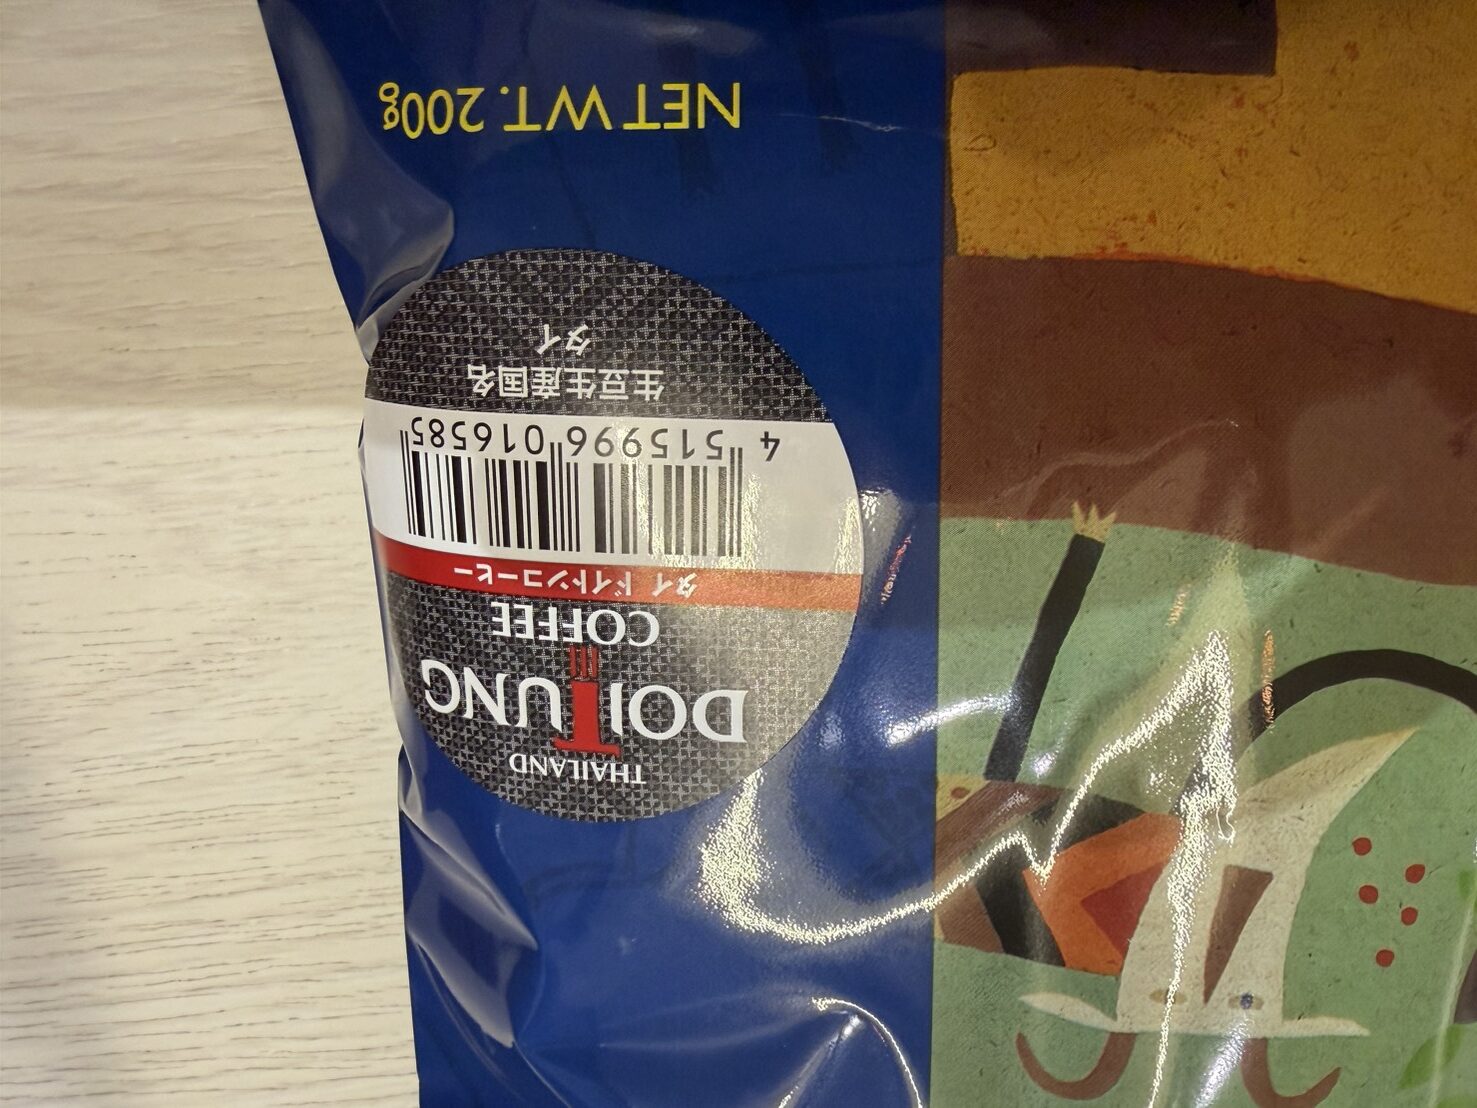 THAILAND
DOITUNG
COFFEE
タイ ドイトンコーヒー
4 515996 016585
生豆生産国名
タイ
NET WT. 200g